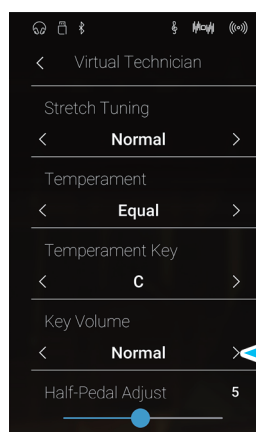 Virtual Technician
Stretch Tuning
Normal
Temperament
Equal
Temperament Key
C
Key Volume
Normal
Half-Pedal Adjust 5